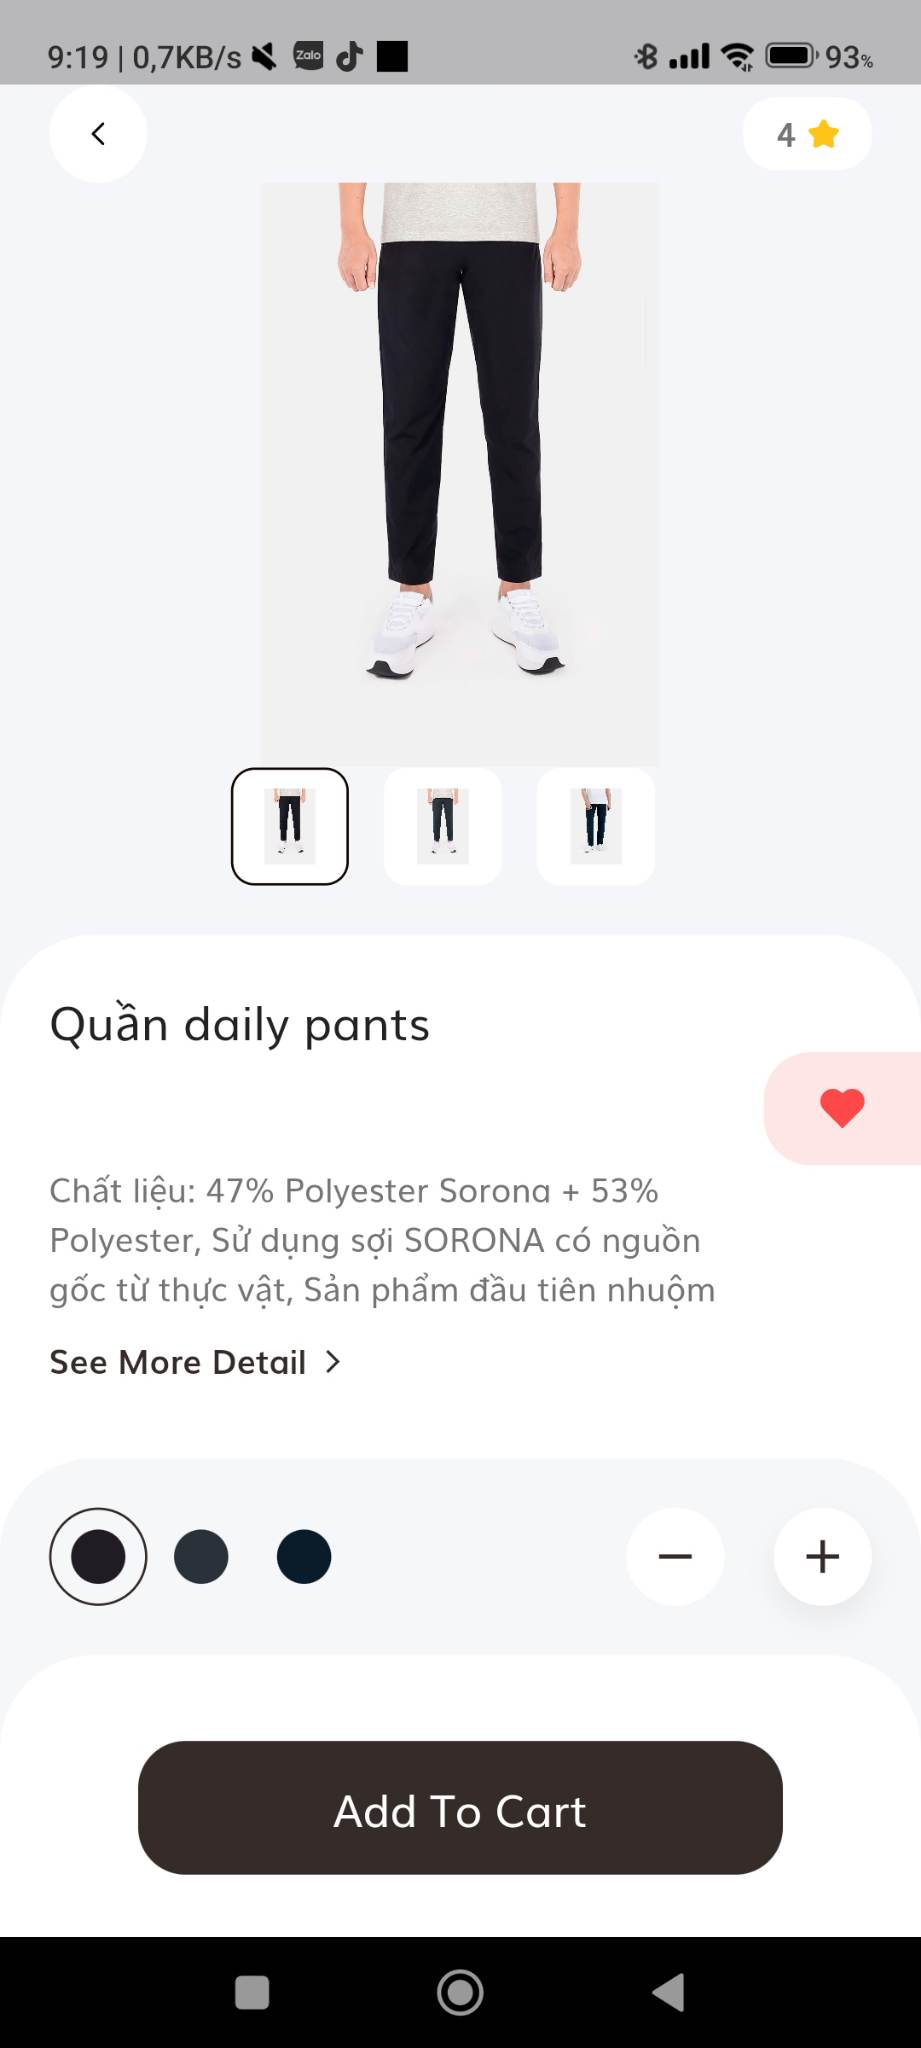 9:19 | 0,7KB/s Zalo 93%
4
Quần daily pants
Chất liệu: 47% Polyester Sorona + 53%
Polyester, Sử dụng sợi SORONA có nguồn
gốc từ thực vật, Sản phẩm đầu tiên nhuộm
See More Detail
Add To Cart